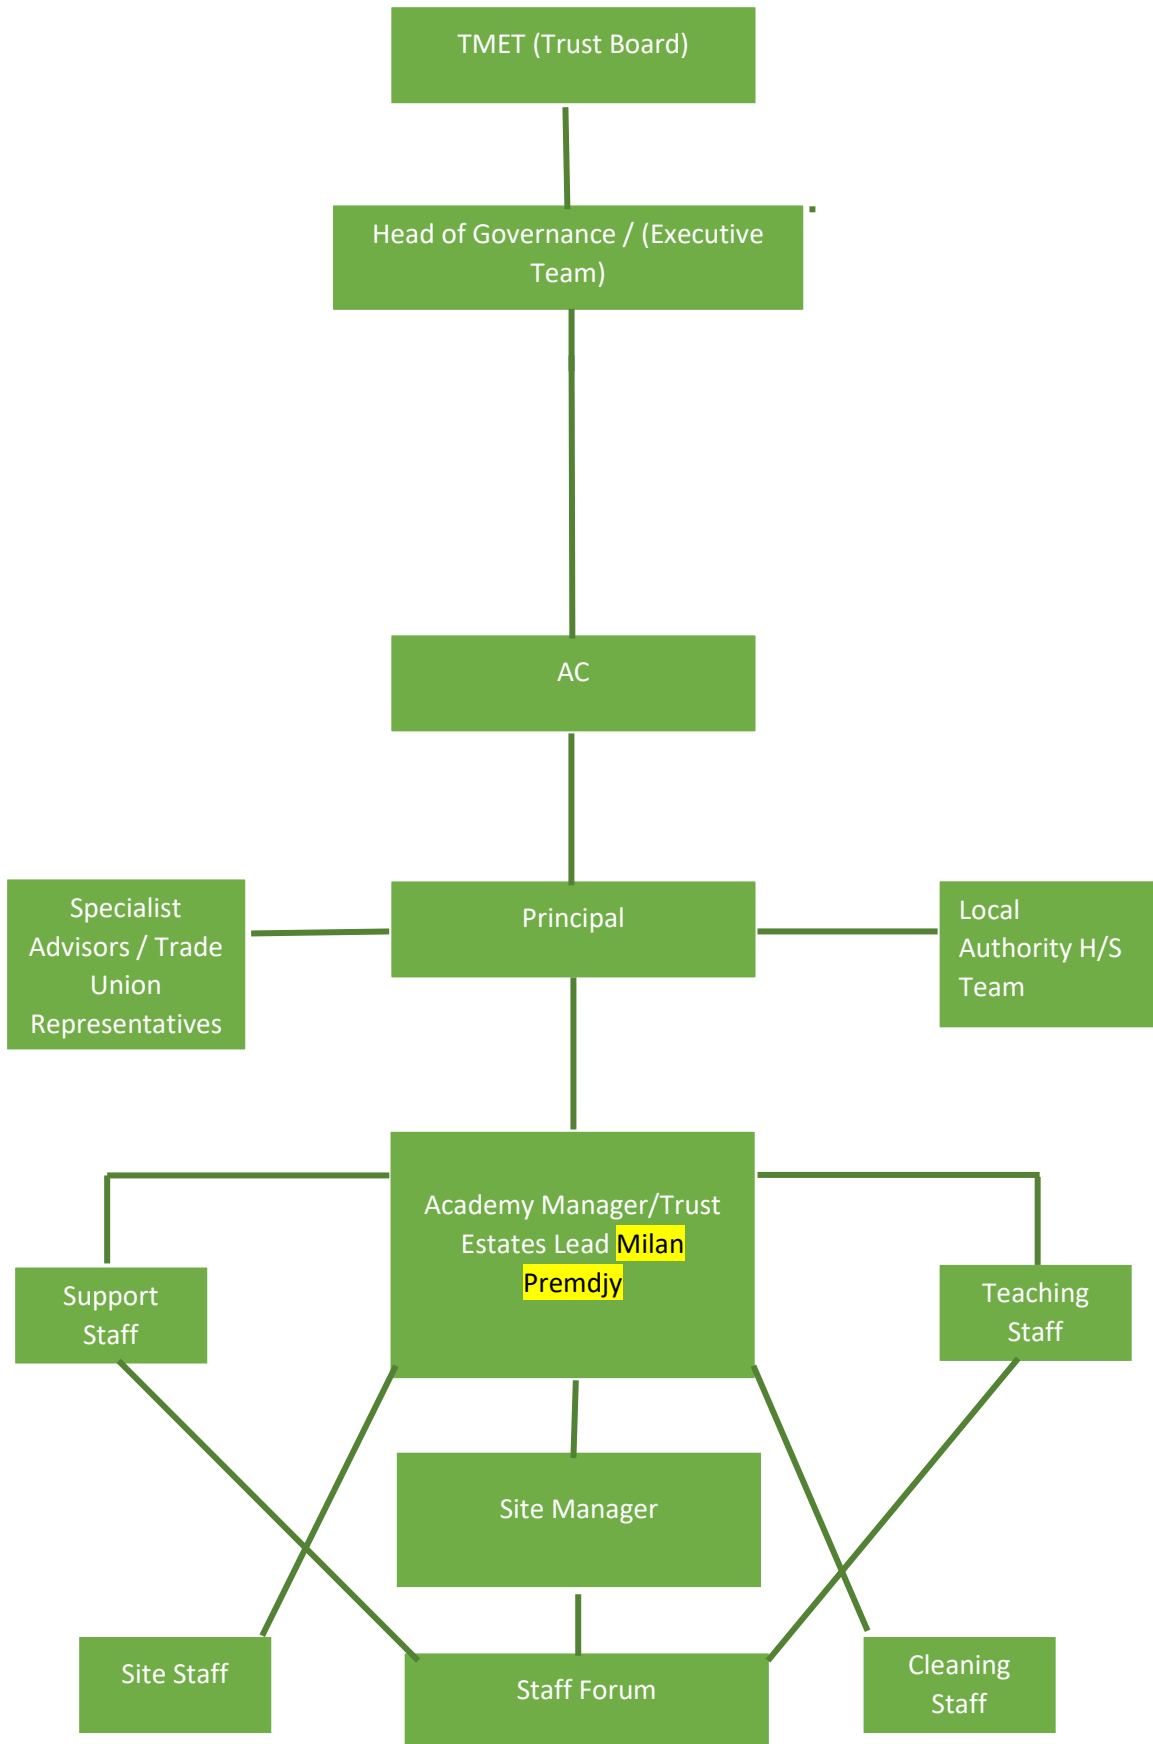 TMET (Trust Board)
Head of Governance / (Executive
Team)
AC
Specialist
Advisors / Trade
Union
Representatives
Principal
Local
Authority H/S
Team
Academy Manager/Trust
Estates Lead Milan
Premdjy
Support
Staff
Teaching
Staff
Site Manager
Site Staff
Staff Forum
Cleaning
Staff